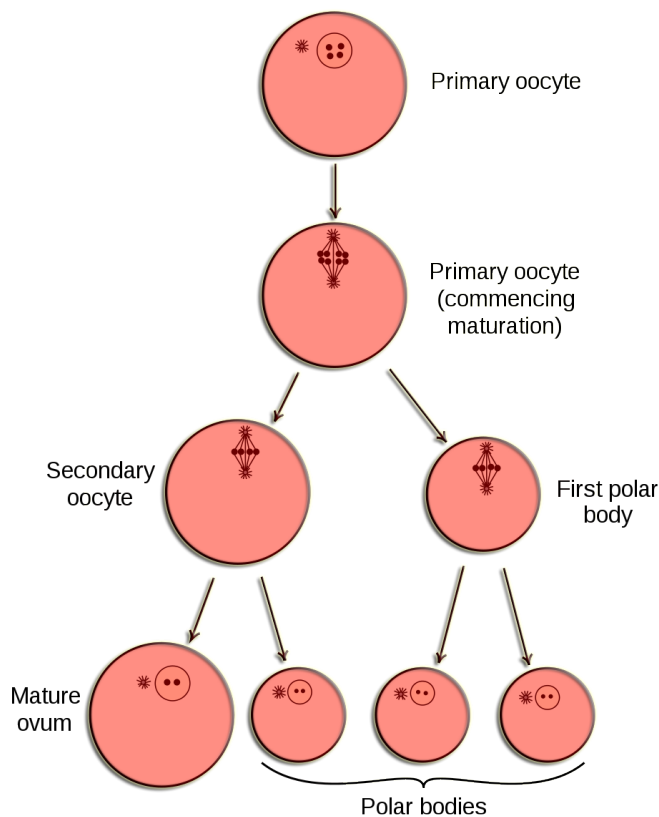 Primary oocyte
Primary oocyte
(commencing
maturation)
Secondary
oocyte
First polar
body
Mature
ovum
Polar bodies